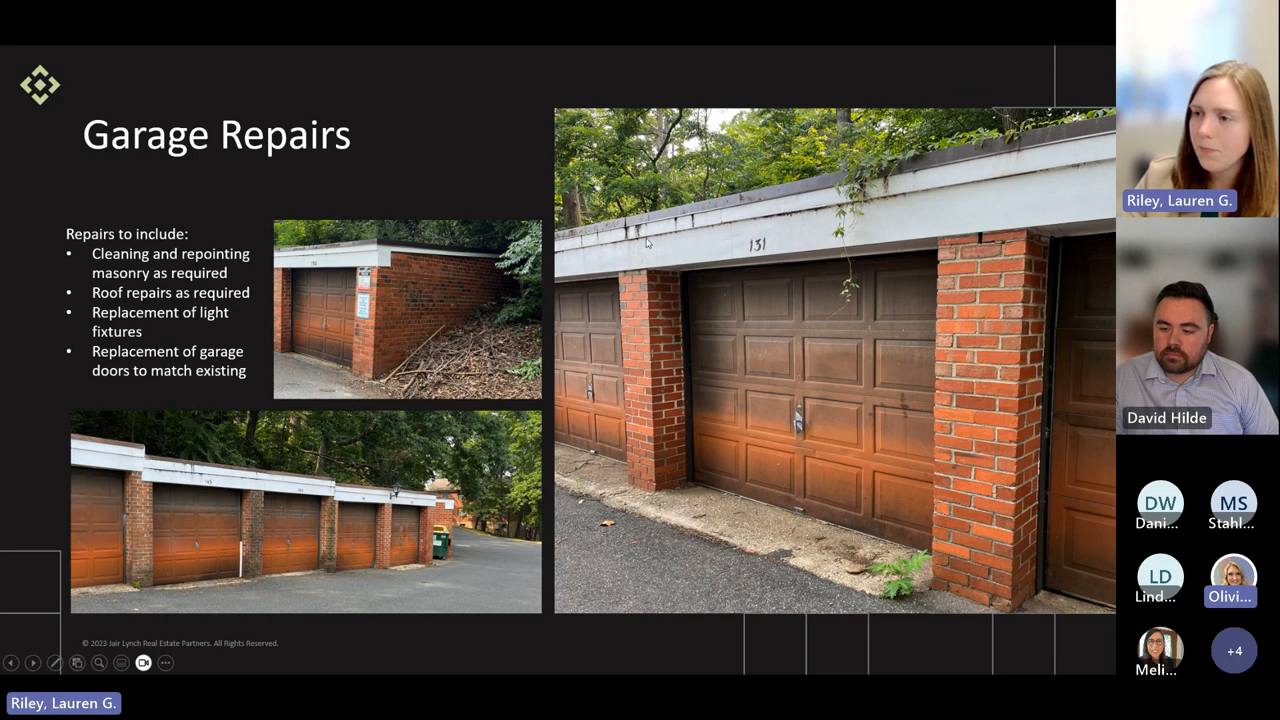 Garage Repairs
Repairs to include:
• Cleaning and repointing
masonry as required
• Roof repairs as required
• Replacement of light
fixtures
• Replacement of garage
doors to match existing
131
© 2023 Jair Lynch Real Estate Partners. All Rights Reserved.
Riley, Lauren G.
Riley, Lauren G.
David Hilde
DW
Dani...
MS
Stahl...
LD
Lind...
Olivi...
Meli...
+4